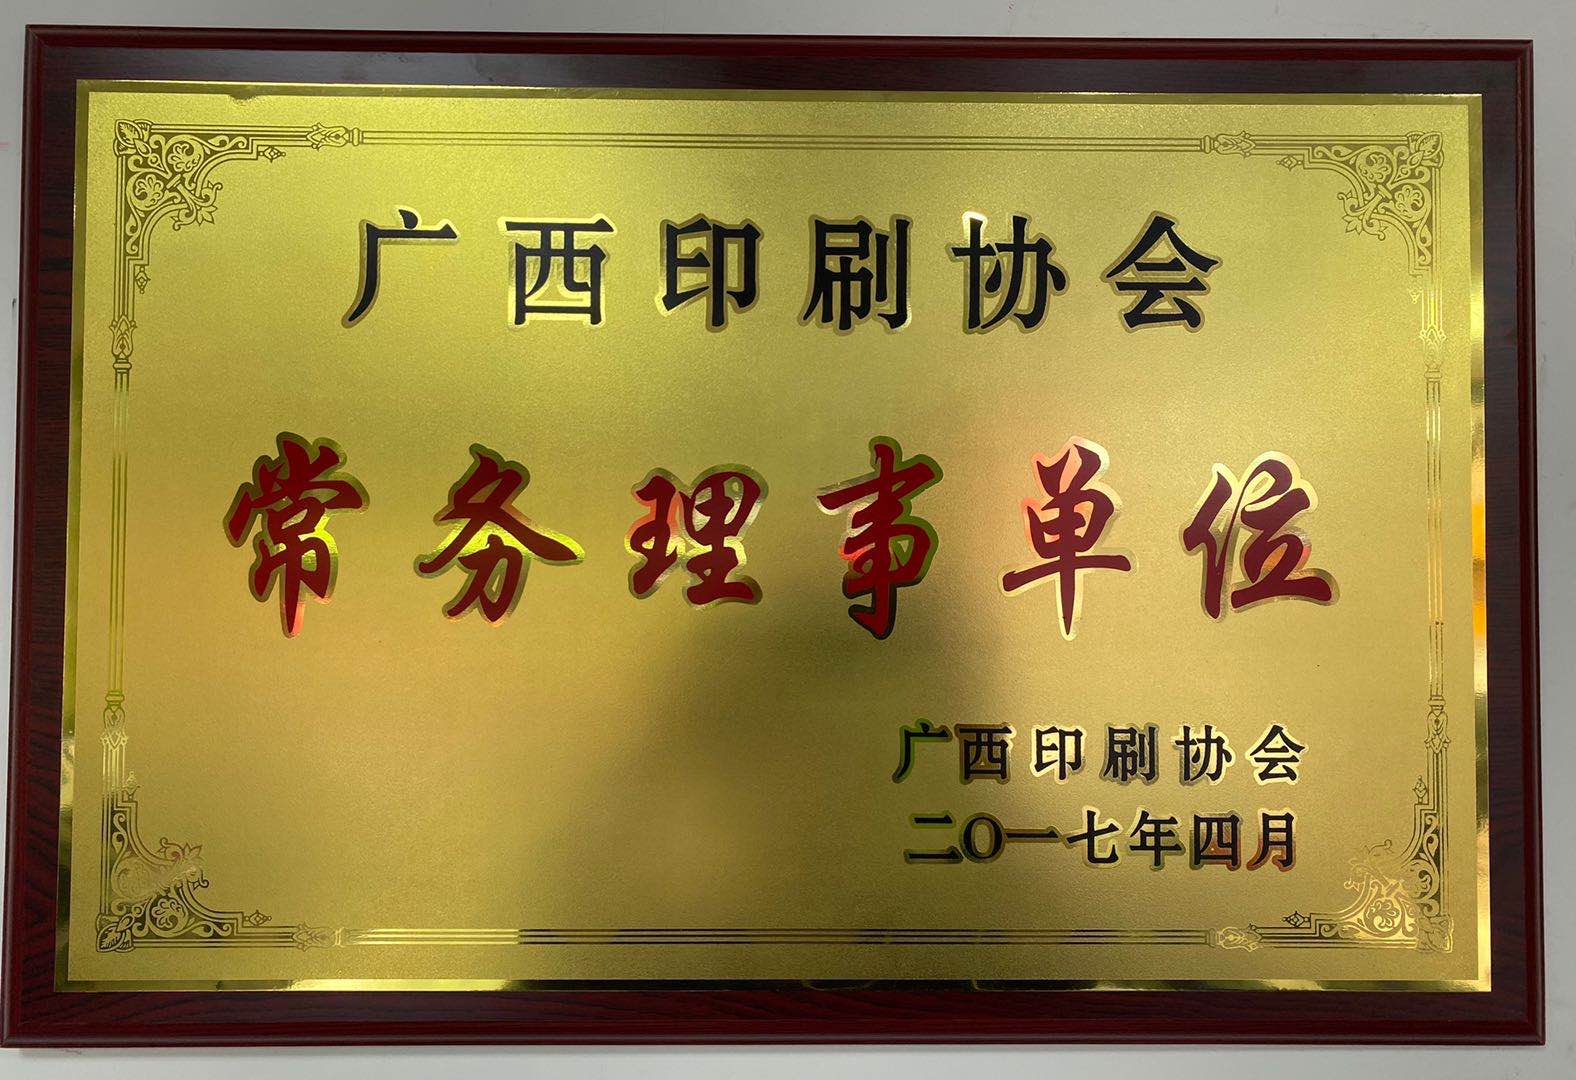 广西印刷协会
常务理事单位
广西印刷协会
二〇一七年四月